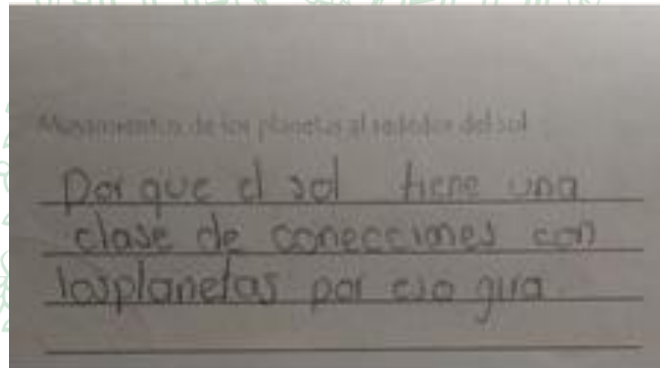 Movimientos de los planetas al rededor del sol
Por que el sol tiene una
clase de conecciones con
losplanetas por eso gira